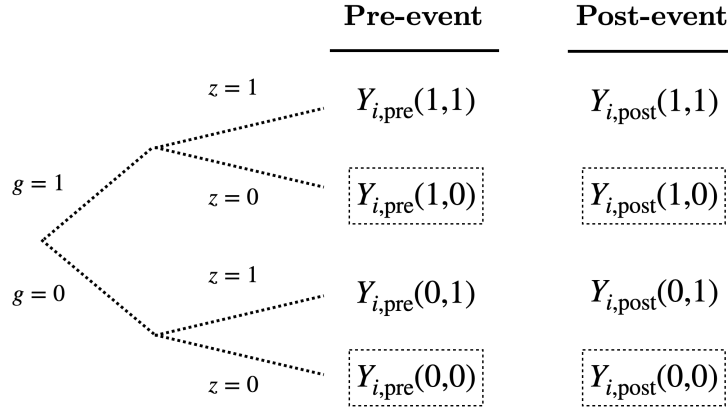 Pre-event Post-event
z = 1
Y_{i,pre}(1,1) Y_{i,post}(1,1)
g = 1
z = 0
Y_{i,pre}(1,0) Y_{i,post}(1,0)
z = 1
g = 0
Y_{i,pre}(0,1) Y_{i,post}(0,1)
z = 0
Y_{i,pre}(0,0) Y_{i,post}(0,0)